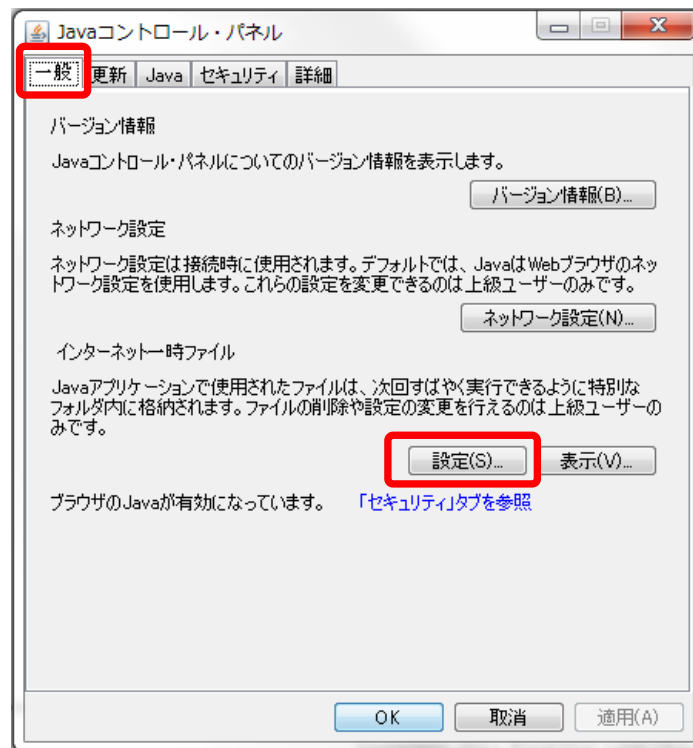 Javaコントロール・パネル
一般 更新 Java セキュリティ 詳細
バージョン情報
Javaコントロール・パネルについてのバージョン情報を表示します。
バージョン情報(B)...
ネットワーク設定
ネットワーク設定は接続時に使用されます。デフォルトでは、JavaはWebブラウザのネッ
トワーク設定を使用します。これらの設定を変更できるのは上級ユーザーのみです。
ネットワーク設定(N)...
インターネット一時ファイル
Javaアプリケーションで使用されたファイルは、次回すばやく実行できるように特別な
フォルダ内に格納されます。ファイルの削除や設定の変更を行えるのは上級ユーザーの
みです。
設定(S)... 表示(V)...
ブラウザのJavaが有効になっています。 「セキュリティ」タブを参照
OK 取消 適用(A)